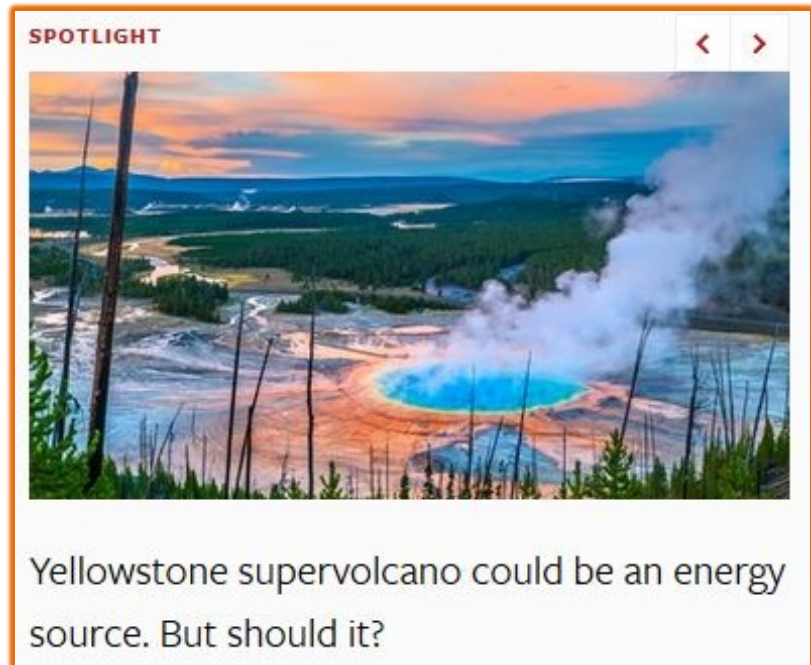 SPOTLIGHT
Yellowstone supervolcano could be an energy
source. But should it?